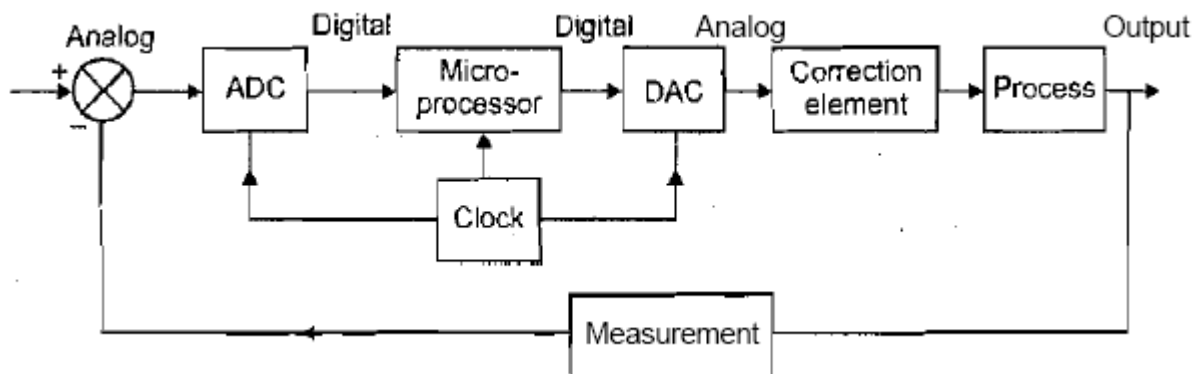 Analog
Digital
Digital
Analog
Output
+
−
ADC
Micro-
processor
DAC
Correction
element
Process
Clock
Measurement